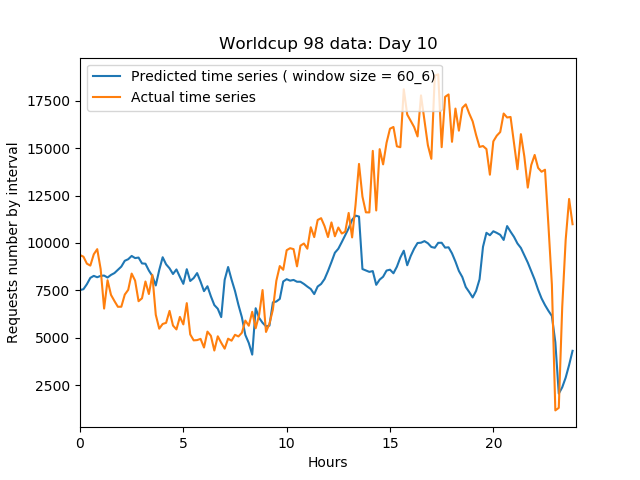 Worldcup 98 data: Day 10
Predicted time series ( window size = 60_6)
Actual time series
17500
15000
12500
10000
7500
5000
2500
Requests number by interval
0 5 10 15 20
Hours